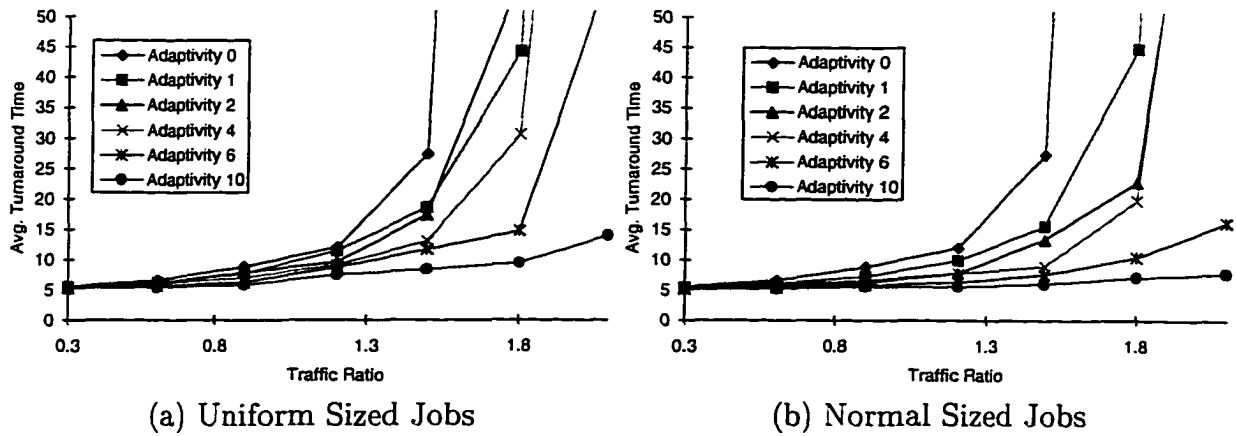 50
45
40
35
30
25
20
15
10
5
0
Avg. Turnaround Time
Adaptivity 0
Adaptivity 1
Adaptivity 2
Adaptivity 4
Adaptivity 6
Adaptivity 10
0.3
0.8
1.3
1.8
Traffic Ratio
(a) Uniform Sized Jobs
50
45
40
35
30
25
20
15
10
5
0
Avg. Turnaround Time
Adaptivity 0
Adaptivity 1
Adaptivity 2
Adaptivity 4
Adaptivity 6
Adaptivity 10
0.3
0.8
1.3
1.8
Traffic Ratio
(b) Normal Sized Jobs